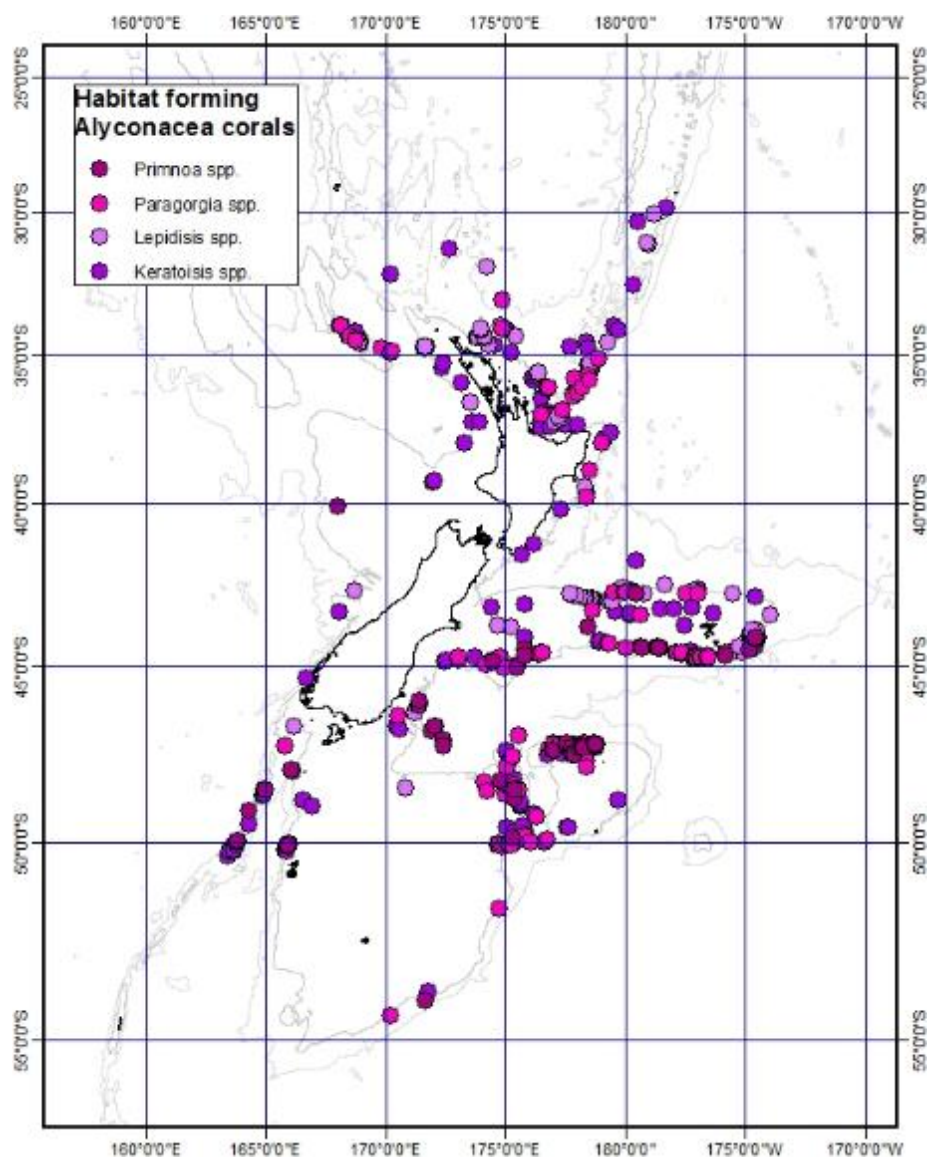 160°0'0"E 165°0'0"E 170°0'0"E 175°0'0"E 180°0'0" 175°0'0"W 170°0'0"W
25°0'0"S 25°0'0"S
Habitat forming
Alyconacea corals
Primnoa spp.
Paragorgia spp.
Lepidisis spp.
Keratoisis spp.
30°0'0"S 30°0'0"S
35°0'0"S 35°0'0"S
40°0'0"S 40°0'0"S
45°0'0"S 45°0'0"S
50°0'0"S 50°0'0"S
55°0'0"S 55°0'0"S
160°0'0"E 165°0'0"E 170°0'0"E 175°0'0"E 180°0'0" 175°0'0"W 170°0'0"W